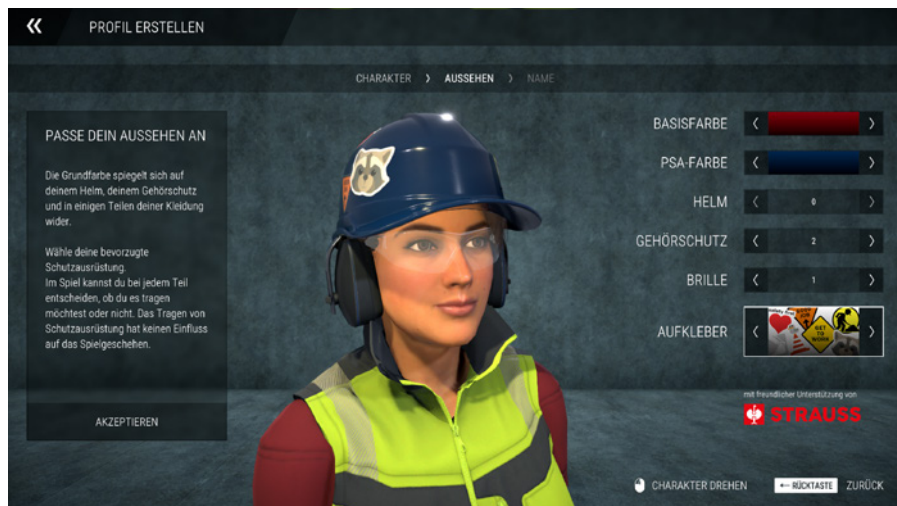 PROFIL ERSTELLEN
CHARAKTER > AUSSEHEN > NAME
PASSE DEIN AUSSEHEN AN
Die Grundfarbe spiegelt sich auf
deinem Helm, deinem Gehörschutz
und in einigen Teilen deiner Kleidung
wider.
Wähle deine bevorzugte
Schutzausrüstung.
Im Spiel kannst du bei jedem Teil
entscheiden, ob du es tragen
möchtest oder nicht. Das Tragen von
Schutzausrüstung hat keinen Einfluss
auf das Spielgeschehen.
AKZEPTIEREN
BASISFARBE
PSA-FARBE
HELM 0
GEHÖRSCHUTZ 2
BRILLE 1
AUFKLEBER
GET
TO
WORK
mit freundlicher Unterstützung von
STRAUSS
CHARAKTER DREHEN
← RÜCKTASTE ZURÜCK